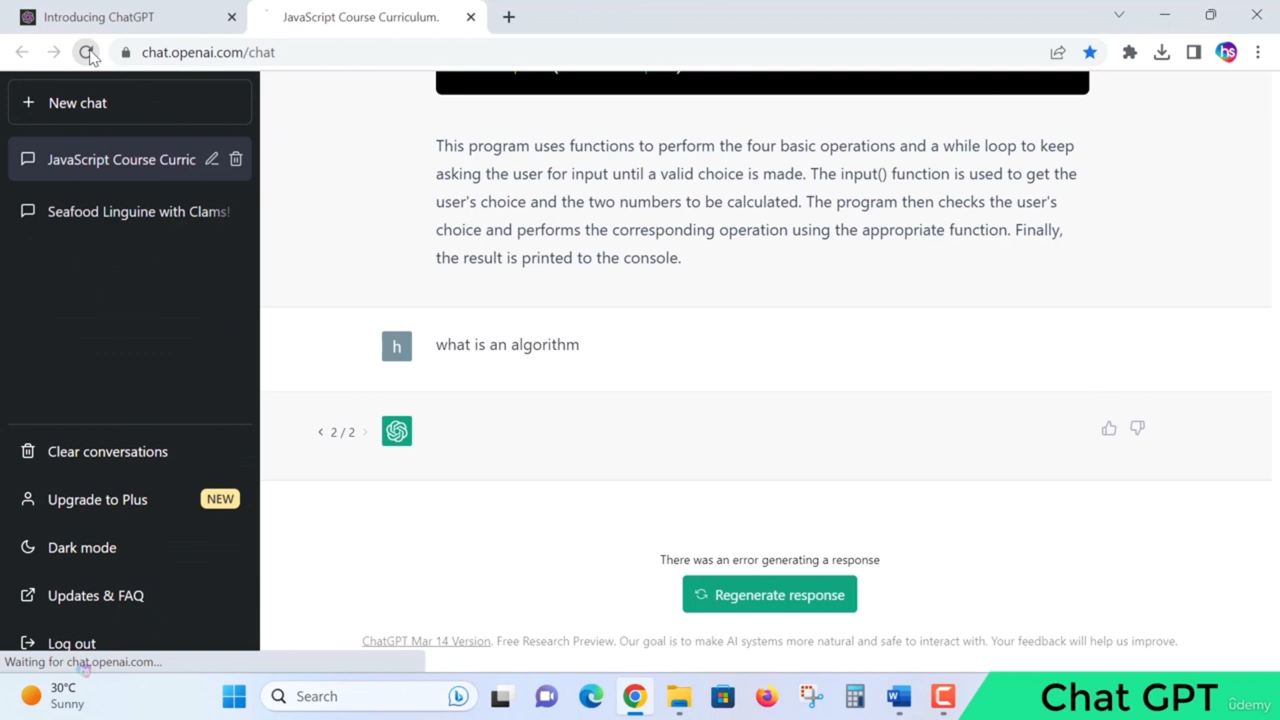 Introducing ChatGPT
JavaScript Course Curriculum.
chat.openai.com/chat
hs
New chat
JavaScript Course Curric
Seafood Linguine with Clams!
This program uses functions to perform the four basic operations and a while loop to keep
asking the user for input until a valid choice is made. The input() function is used to get the
user's choice and the two numbers to be calculated. The program then checks the user's
choice and performs the corresponding operation using the appropriate function. Finally,
the result is printed to the console.
h
what is an algorithm
2 / 2
Clear conversations
Upgrade to Plus
NEW
Dark mode
Updates & FAQ
Log out
There was an error generating a response
Regenerate response
ChatGPT Mar 14 Version. Free Research Preview. Our goal is to make AI systems more natural and safe to interact with. Your feedback will help us improve.
Waiting for chat.openai.com...
30°C
Sunny
Search
Chat GPT
ûdemy